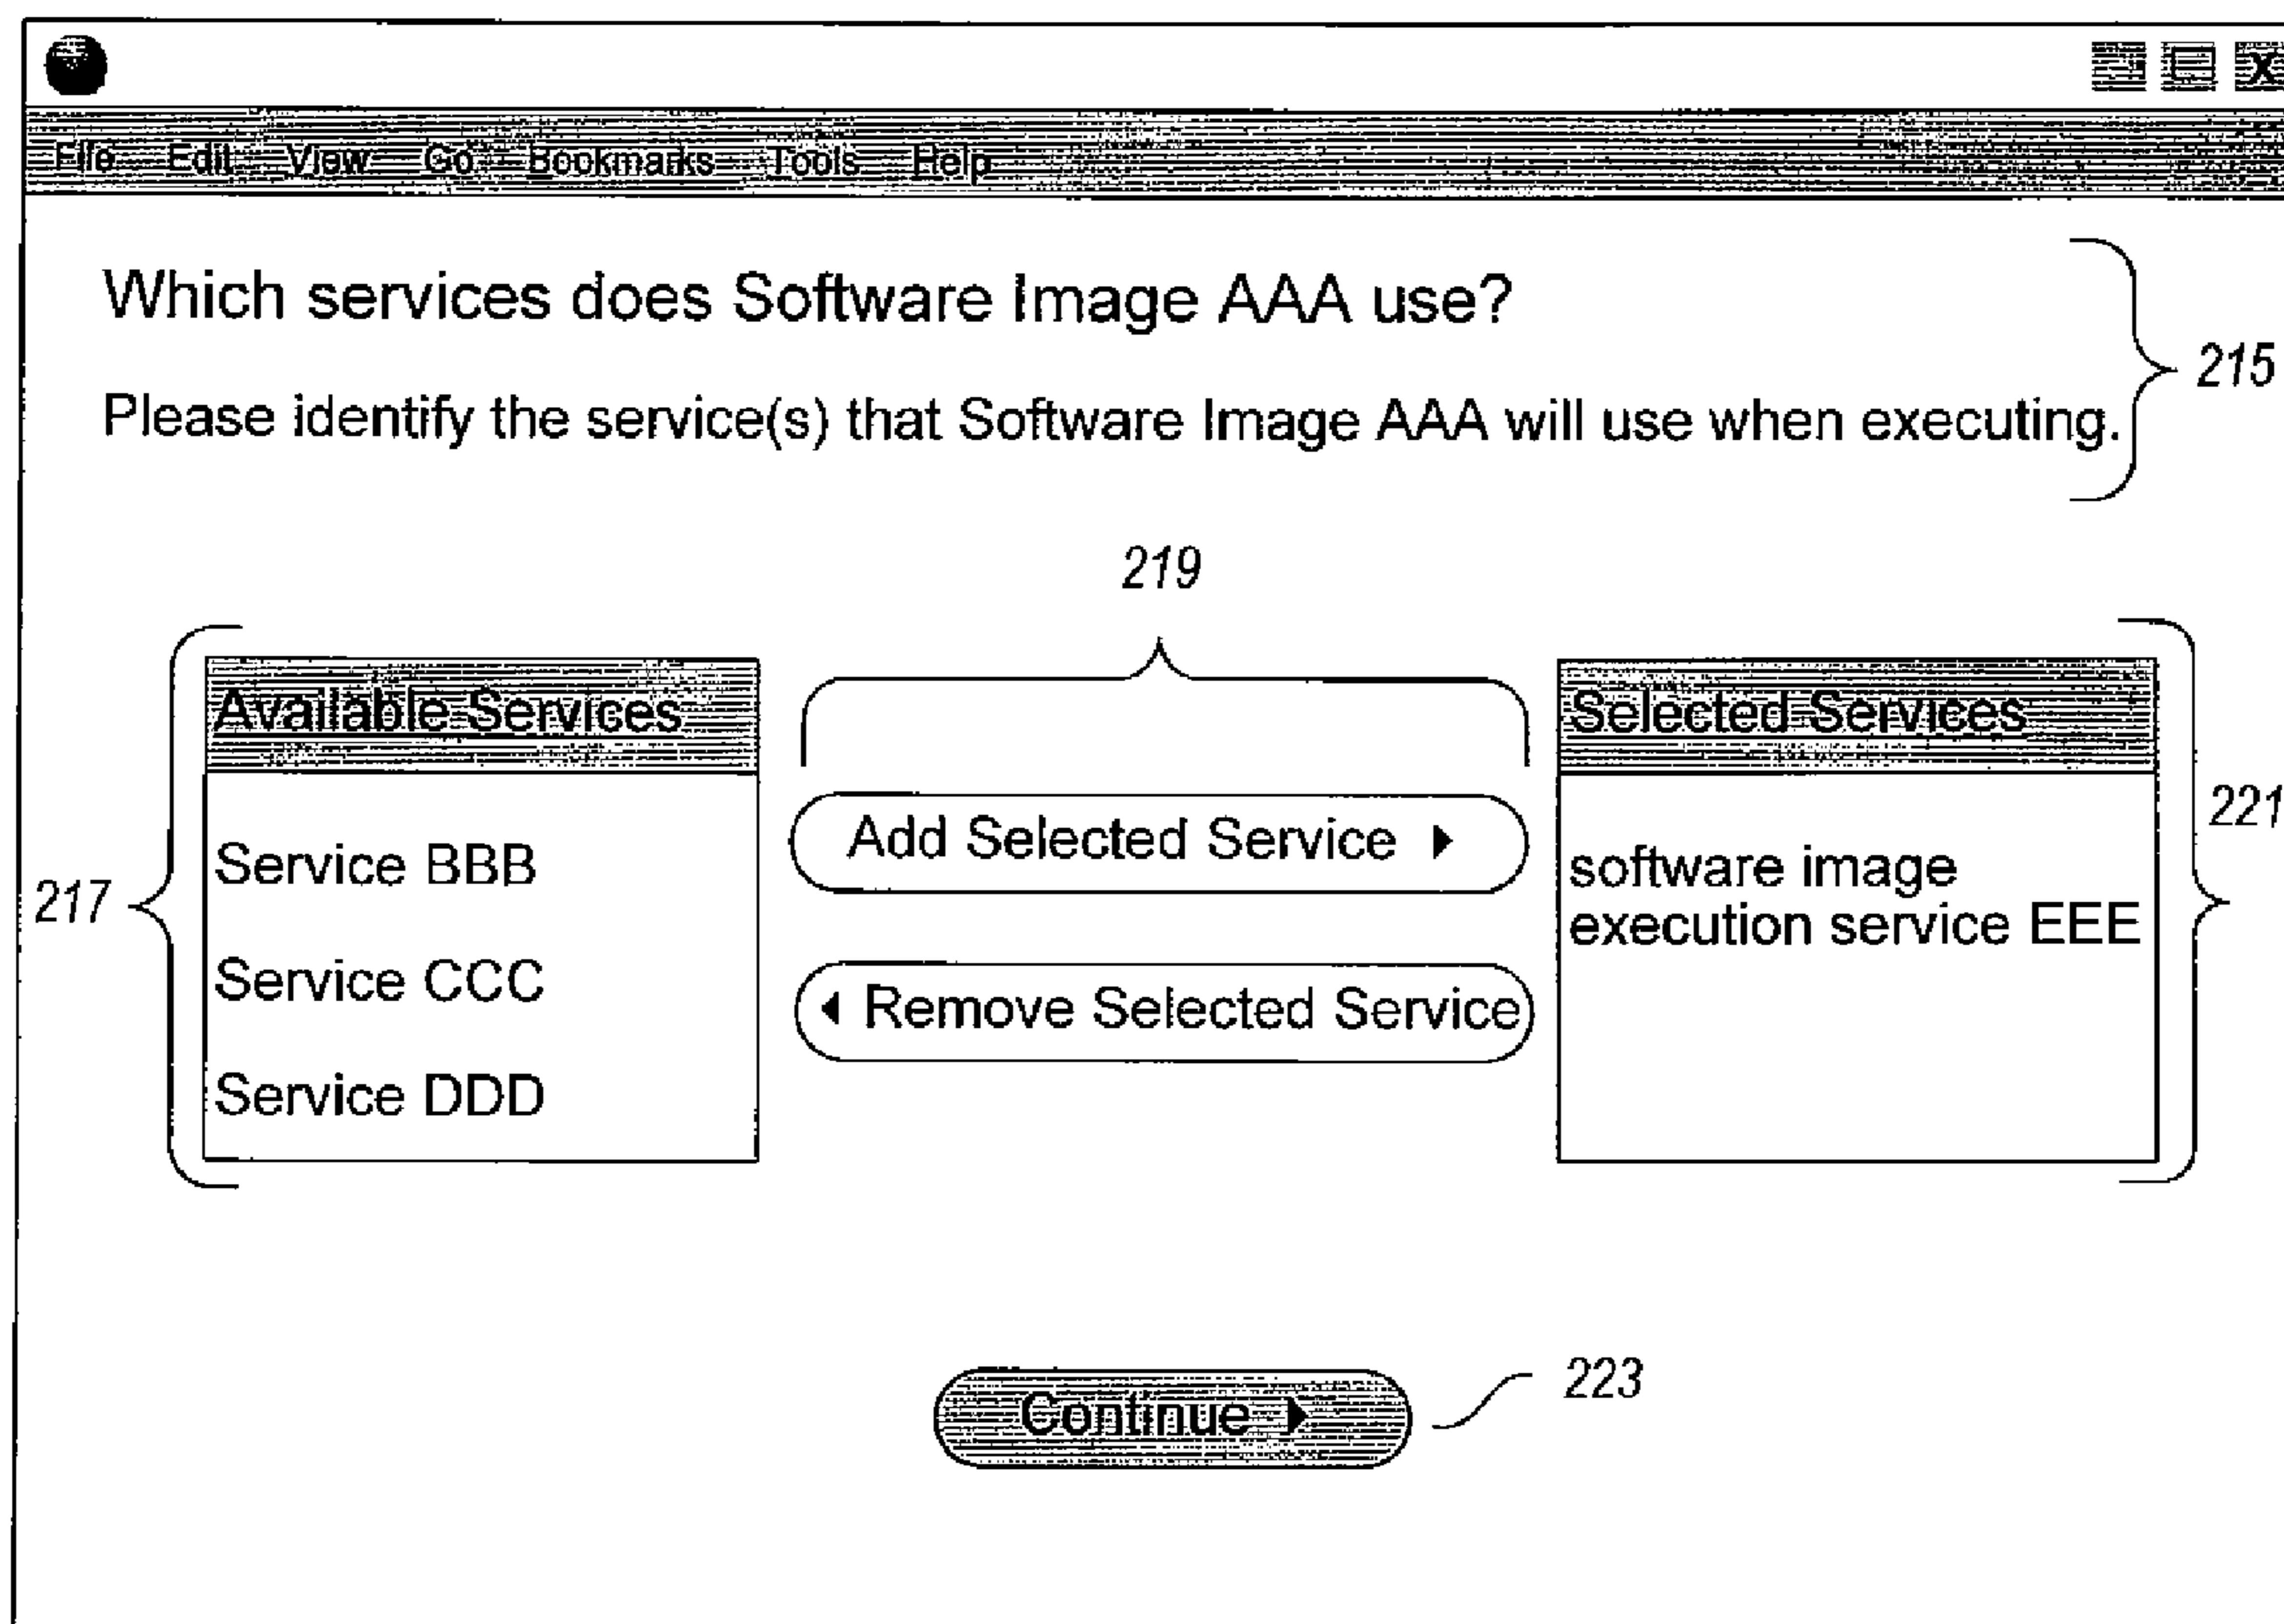 X
File Edit View Go Bookmarks Tools Help
Which services does Software Image AAA use?
215
Please identify the service(s) that Software Image AAA will use when executing.
219
Available Services
Selected Services
Add Selected Service
221
Service BBB
software image
217
execution service EEE
Service CCC
Remove Selected Service
Service DDD
223
Continue